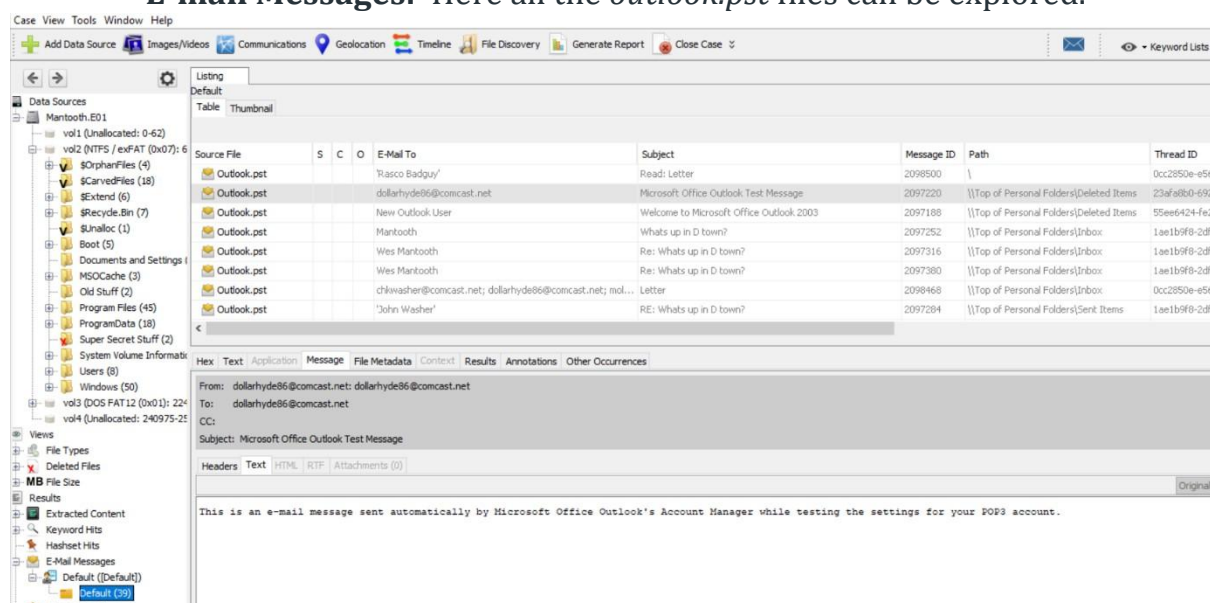 E-mail Messages: Here all the outlook.pst files can be explored.
Case View Tools Window Help
Add Data Source Images/Videos Communications Geolocation Timeline File Discovery Generate Report Close Case Keyword Lists
Listing
Default
Table Thumbnail
Data Sources
Mantooth.E01
vol1 (Unallocated: 0-62)
vol2 (NTFS / exFAT (0x07): 6
$OrphanFiles (4)
$CarvedFiles (18)
$Extend (6)
$Recycle.Bin (7)
$Unalloc (1)
Boot (5)
Documents and Settings (
MSOCache (3)
Old Stuff (2)
Program Files (45)
ProgramData (18)
Super Secret Stuff (2)
System Volume Informatic
Users (8)
Windows (50)
vol3 (DOS FAT12 (0x01): 224
vol4 (Unallocated: 240975-25
Views
File Types
Deleted Files
MB File Size
Results
Extracted Content
Keyword Hits
Hashset Hits
E-Mail Messages
Default ([Default])
Default (39)
Source File S C O E-Mail To Subject Message ID Path Thread ID
Outlook.pst 'Rasco Badguy' Read: Letter 2098500 \ 0cc2850e-e56
Outlook.pst dollarhyde86@comcast.net Microsoft Office Outlook Test Message 2097220 \\Top of Personal Folders\Deleted Items 23afa8b0-692
Outlook.pst New Outlook User Welcome to Microsoft Office Outlook 2003 2097188 \\Top of Personal Folders\Deleted Items 55ee6424-fe2
Outlook.pst Mantooth Whats up in D town? 2097252 \\Top of Personal Folders\Inbox 1ae1b9f8-2df
Outlook.pst Wes Mantooth Re: Whats up in D town? 2097316 \\Top of Personal Folders\Inbox 1ae1b9f8-2df
Outlook.pst Wes Mantooth Re: Whats up in D town? 2097380 \\Top of Personal Folders\Inbox 1ae1b9f8-2df
Outlook.pst chkwasher@comcast.net; dollarhyde86@comcast.net; mol... Letter 2098468 \\Top of Personal Folders\Inbox 0cc2850e-e56
Outlook.pst 'John Washer' RE: Whats up in D town? 2097284 \\Top of Personal Folders\Sent Items 1ae1b9f8-2df
Hex Text Application Message File Metadata Context Results Annotations Other Occurrences
From: dollarhyde86@comcast.net: dollarhyde86@comcast.net
To: dollarhyde86@comcast.net
CC:
Subject: Microsoft Office Outlook Test Message
Headers Text HTML RTF Attachments (0)
Original
This is an e-mail message sent automatically by Microsoft Office Outlook's Account Manager while testing the settings for your POP3 account.